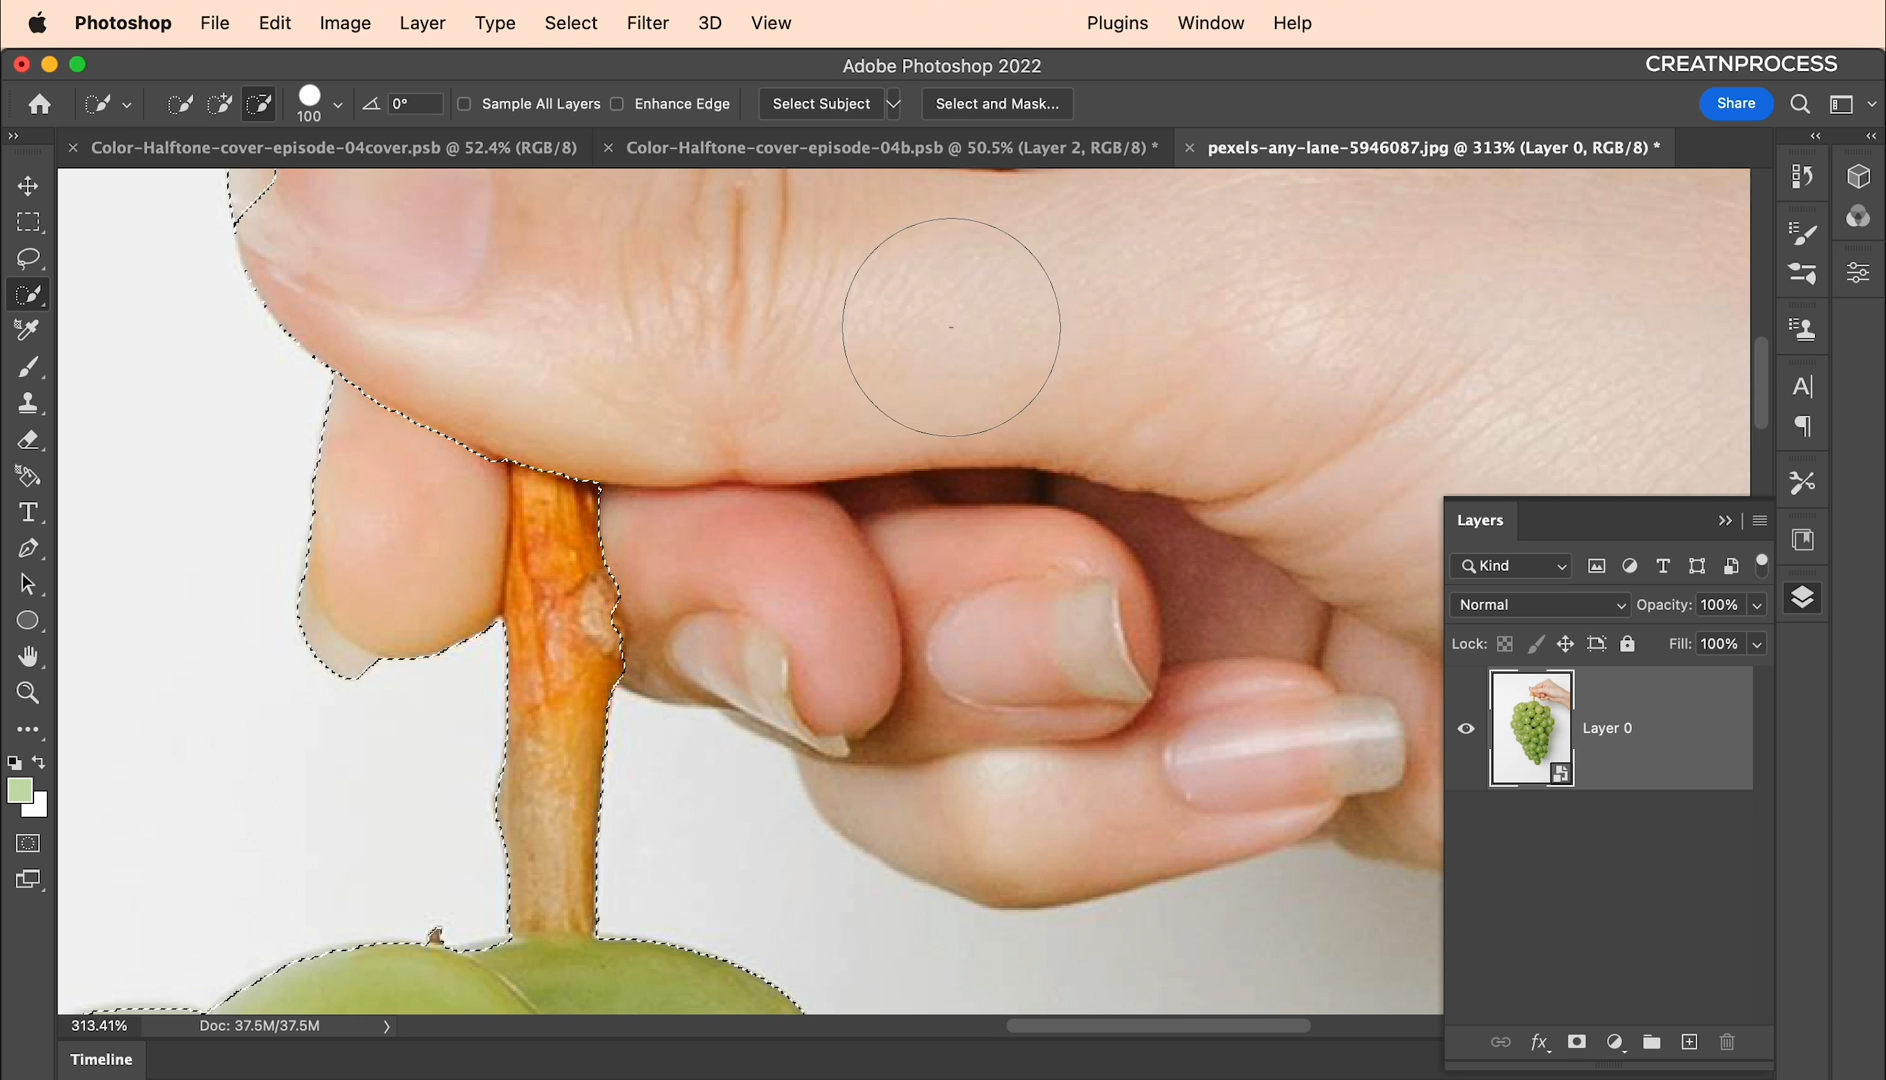 Photoshop File Edit Image Layer Type Select Filter 3D View Plugins Window Help
Adobe Photoshop 2022
CREATNPROCESS
100
0°
Sample All Layers
Enhance Edge
Select Subject
Select and Mask...
Share
Color-Halftone-cover-episode-04cover.psb @ 52.4% (RGB/8)
Color-Halftone-cover-episode-04b.psb @ 50.5% (Layer 2, RGB/8) *
pexels-any-lane-5946087.jpg @ 313% (Layer 0, RGB/8) *
Layers
Kind
Normal
Opacity: 100%
Lock:
Fill: 100%
Layer 0
fx
313.41%
Doc: 37.5M/37.5M
Timeline